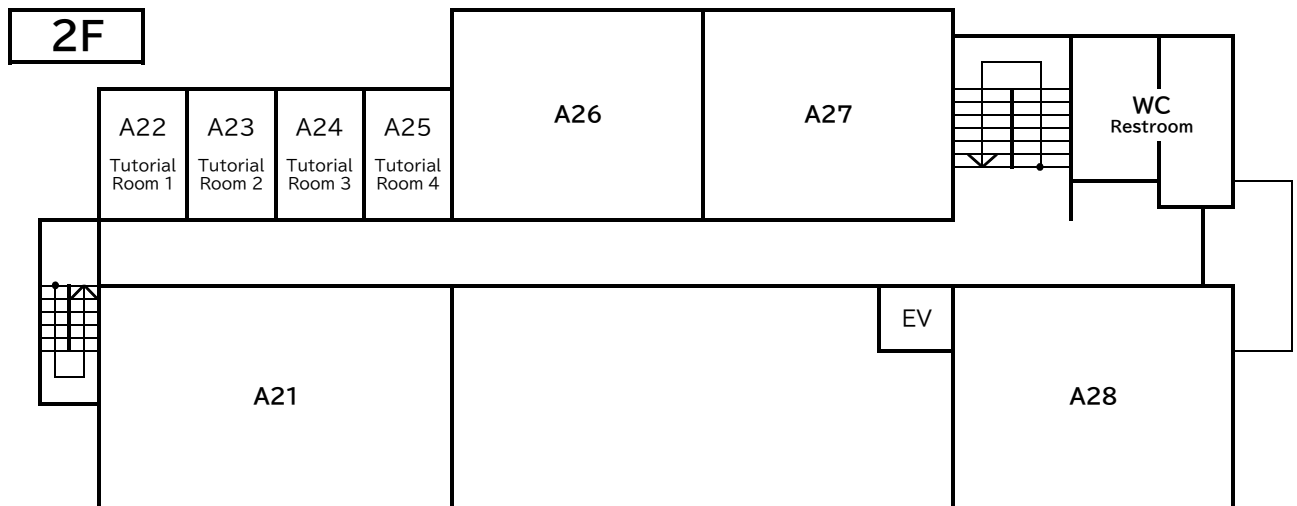 2F
A26
A27
WC
Restroom
A22
Tutorial
Room 1
A23
Tutorial
Room 2
A24
Tutorial
Room 3
A25
Tutorial
Room 4
EV
A21
A28